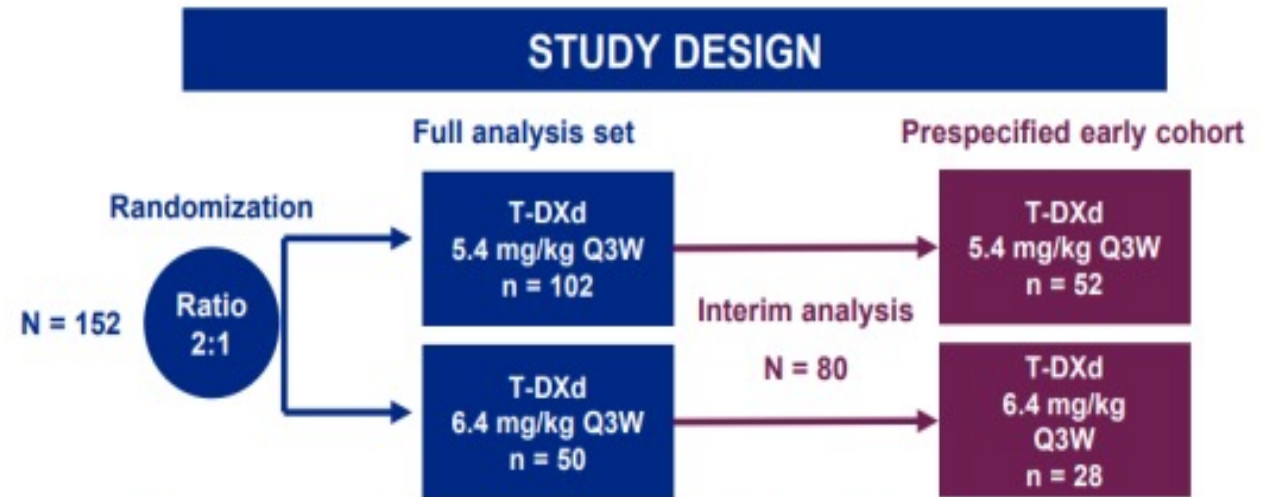 STUDY DESIGN
Full analysis set
Prespecified early cohort
Randomization
N = 152
Ratio
2:1
T-DXd
5.4 mg/kg Q3W
n = 102
T-DXd
6.4 mg/kg Q3W
n = 50
Interim analysis
N = 80
T-DXd
5.4 mg/kg Q3W
n = 52
T-DXd
6.4 mg/kg
Q3W
n = 28